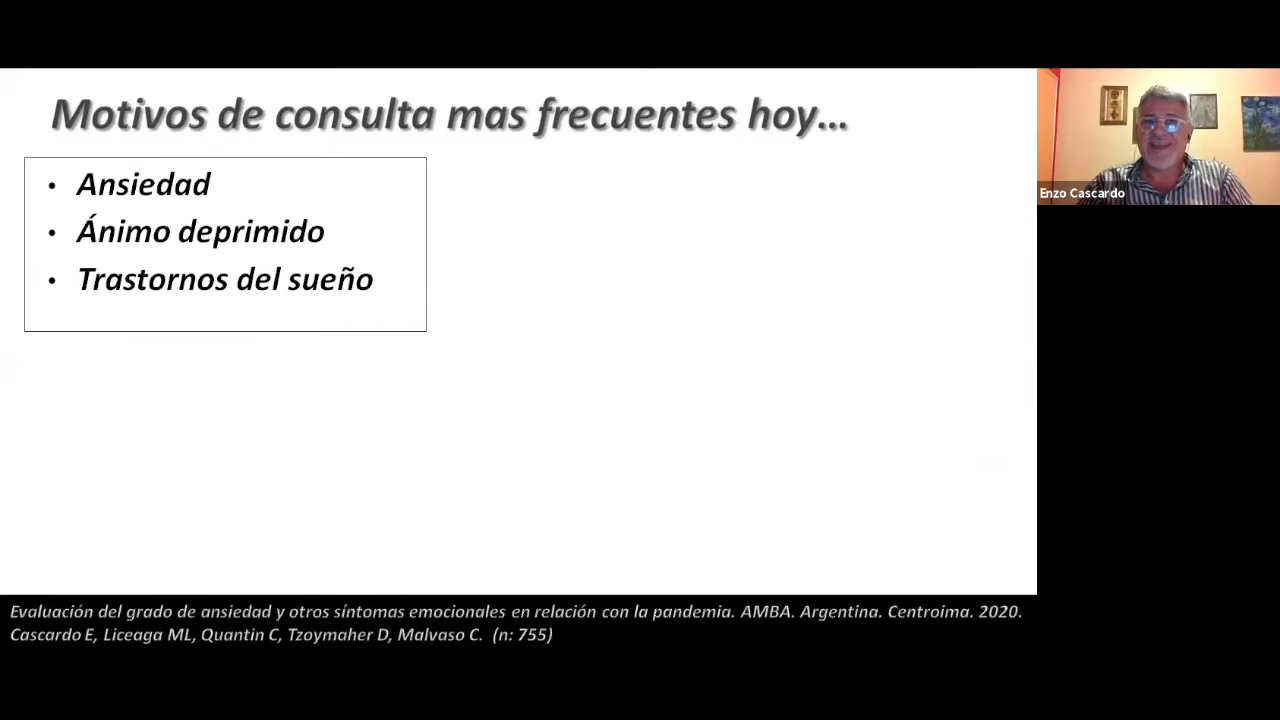 Motivos de consulta mas frecuentes hoy...
• Ansiedad
• Ánimo deprimido
• Trastornos del sueño
Enzo Cascardo
Evaluación del grado de ansiedad y otros síntomas emocionales en relación con la pandemia. AMBA. Argentina. Centroima. 2020.
Cascardo E, Liceaga ML, Quantin C, Tzoymaher D, Malvaso C. (n: 755)